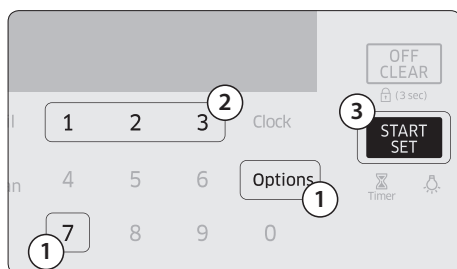 OFF
CLEAR
(3 sec)
2
3
1 2 3 Clock
START
SET
4 5 6 Options
Timer
1
7 8 9 0
1